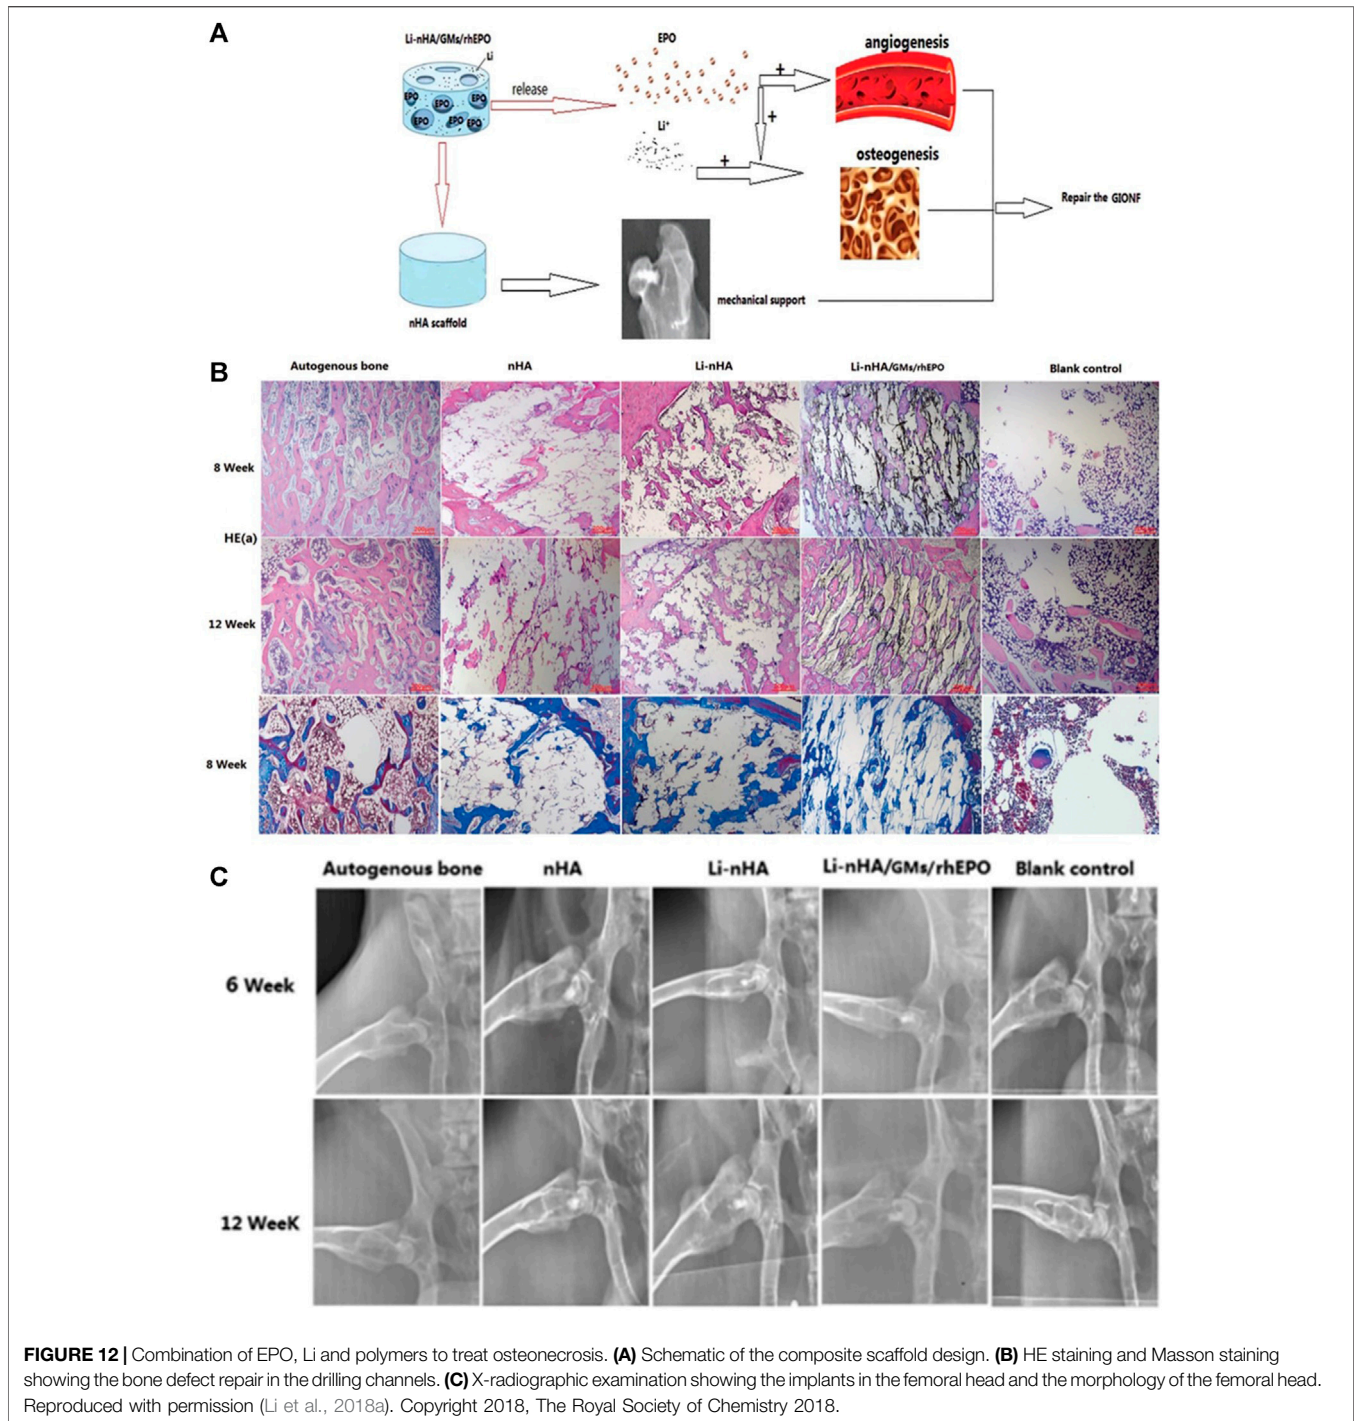 A
Li-nHA/GMs/rhEPO
Li
EPO
EPO
EPO
EPO
EPO
EPO
release
EPO
Li⁺
+
+
+
angiogenesis
osteogenesis
Repair the GIONF
nHA scaffold
mechanical support
B
Autogenous bone nHA Li-nHA Li-nHA/GMs/rhEPO Blank control
8 Week
HE(a)
12 Week
8 Week
C
Autogenous bone nHA Li-nHA Li-nHA/GMs/rhEPO Blank control
6 Week
12 WeeK
FIGURE 12 | Combination of EPO, Li and polymers to treat osteonecrosis. (A) Schematic of the composite scaffold design. (B) HE staining and Masson staining
showing the bone defect repair in the drilling channels. (C) X-radiographic examination showing the implants in the femoral head and the morphology of the femoral head.
Reproduced with permission (Li et al., 2018a). Copyright 2018, The Royal Society of Chemistry 2018.